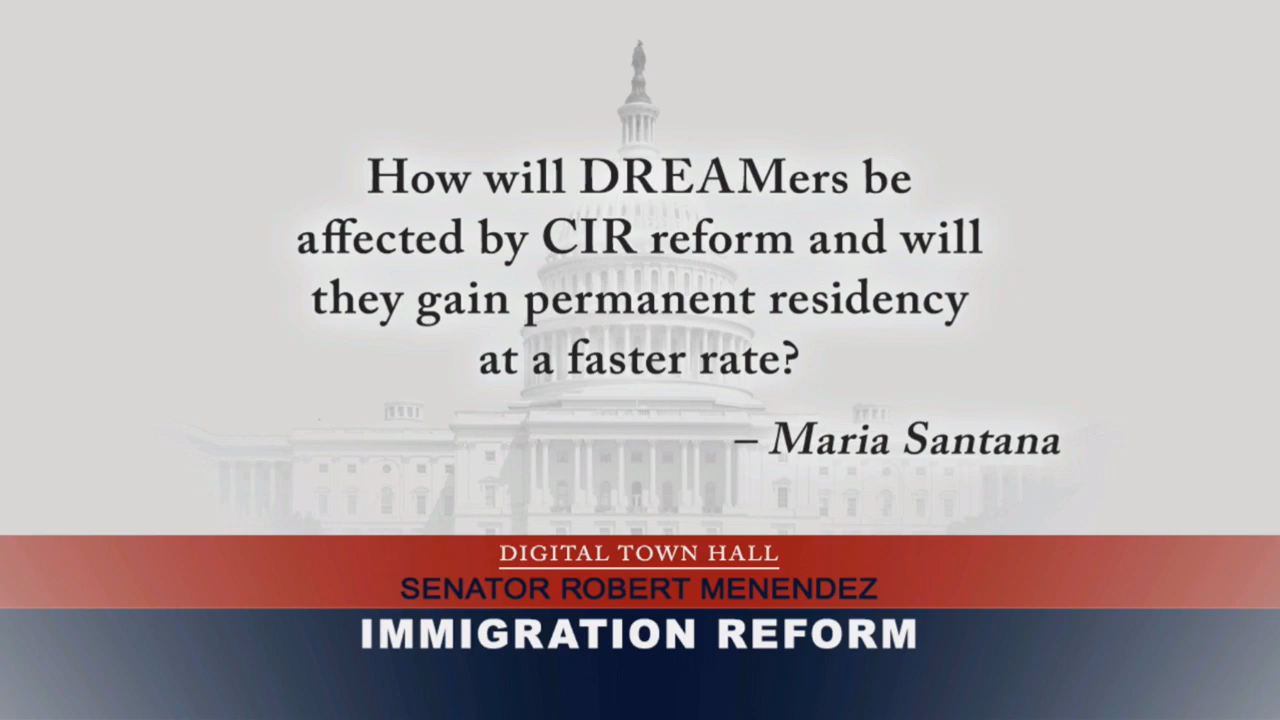 How will DREAMers be
affected by CIR reform and will
they gain permanent residency
at a faster rate?
– Maria Santana
DIGITAL TOWN HALL
SENATOR ROBERT MENENDEZ
IMMIGRATION REFORM